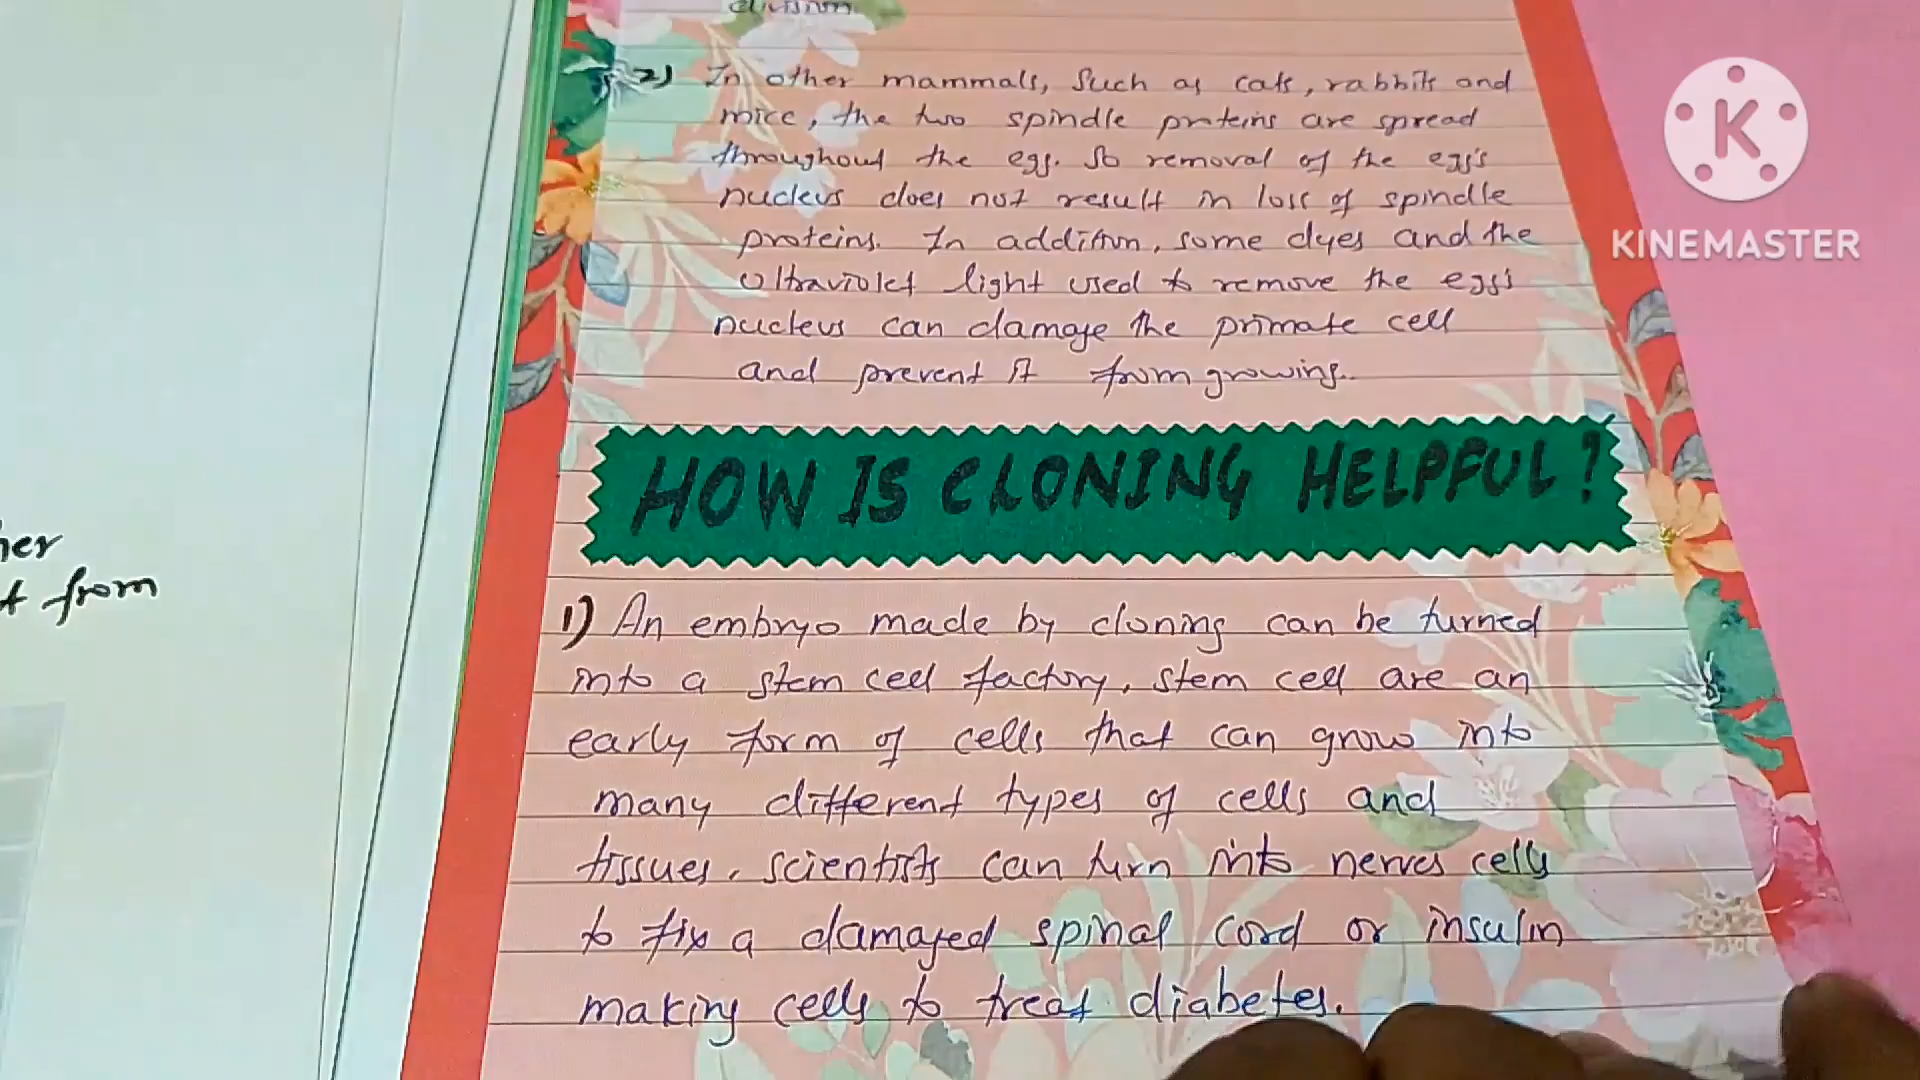 division.
2) In other mammals, Such as cats, rabbits and
mice, the two spindle proteins are spread
throughout the egg. So removal of the egg's
nucleus does not result in loss of spindle
proteins. In addition, some dyes and the
Ultraviolet light used to remove the egg's
nucleus can damage the primate cell
and prevent it from growing.
HOW IS CLONING HELPFUL?
1) An embryo made by cloning can be turned
into a stem cell factory, stem cell are an
early form of cells that can grow into
many different types of cells and
tissues. scientists can turn into nerves cells
to fix a damaged spinal cord or insulin
making cells to treat diabetes.
her
t from
K
KINEMASTER